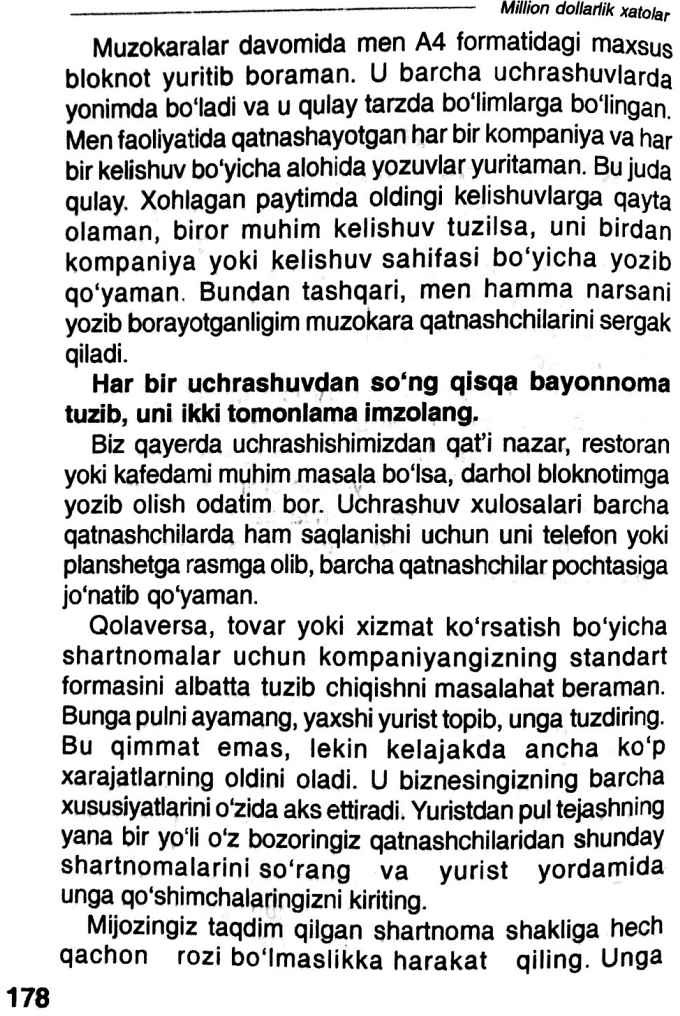 Million dollarlik xatolar
Muzokaralar davomida men A4 formatidagi maxsus
bloknot yuritib boraman. U barcha uchrashuvlarda
yonimda bo‘ladi va u qulay tarzda bo‘limlarga bo‘lingan.
Men faoliyatida qatnashayotgan har bir kompaniya va har
bir kelishuv bo‘yicha alohida yozuvlar yuritaman. Bu juda
qulay. Xohlagan paytimda oldingi kelishuvlarga qayta
olaman, biror muhim kelishuv tuzilsa, uni birdan
kompaniya yoki kelishuv sahifasi bo‘yicha yozib
qo‘yaman. Bundan tashqari, men hamma narsani
yozib borayotganligim muzokara qatnashchilarini sergak
qiladi.
Har bir uchrashuvdan so‘ng qisqa bayonnoma
tuzib, uni ikki tomonlama imzolang.
Biz qayerda uchrashishimizdan qat’i nazar, restoran
yoki kafedami muhim masala bo‘lsa, darhol bloknotimga
yozib olish odatim bor. Uchrashuv xulosalari barcha
qatnashchilarda ham saqlanishi uchun uni telefon yoki
planshetga rasmga olib, barcha qatnashchilar pochtasiga
jo‘natib qo‘yaman.
Qolaversa, tovar yoki xizmat ko‘rsatish bo‘yicha
shartnomalar uchun kompaniyangizning standart
formasini albatta tuzib chiqishni masalahat beraman.
Bunga pulni ayamang, yaxshi yurist topib, unga tuzdiring.
Bu qimmat emas, lekin kelajakda ancha ko‘p
xarajatlarning oldini oladi. U biznesingizning barcha
xususiyatlarini o‘zida aks ettiradi. Yuristdan pul tejashning
yana bir yo‘li o‘z bozoringiz qatnashchilaridan shunday
shartnomalarini so‘rang va yurist yordamida
unga qo‘shimchalaringizni kiriting.
Mijozingiz taqdim qilgan shartnoma shakliga hech
qachon rozi bo‘lmaslikka harakat qiling. Unga
178